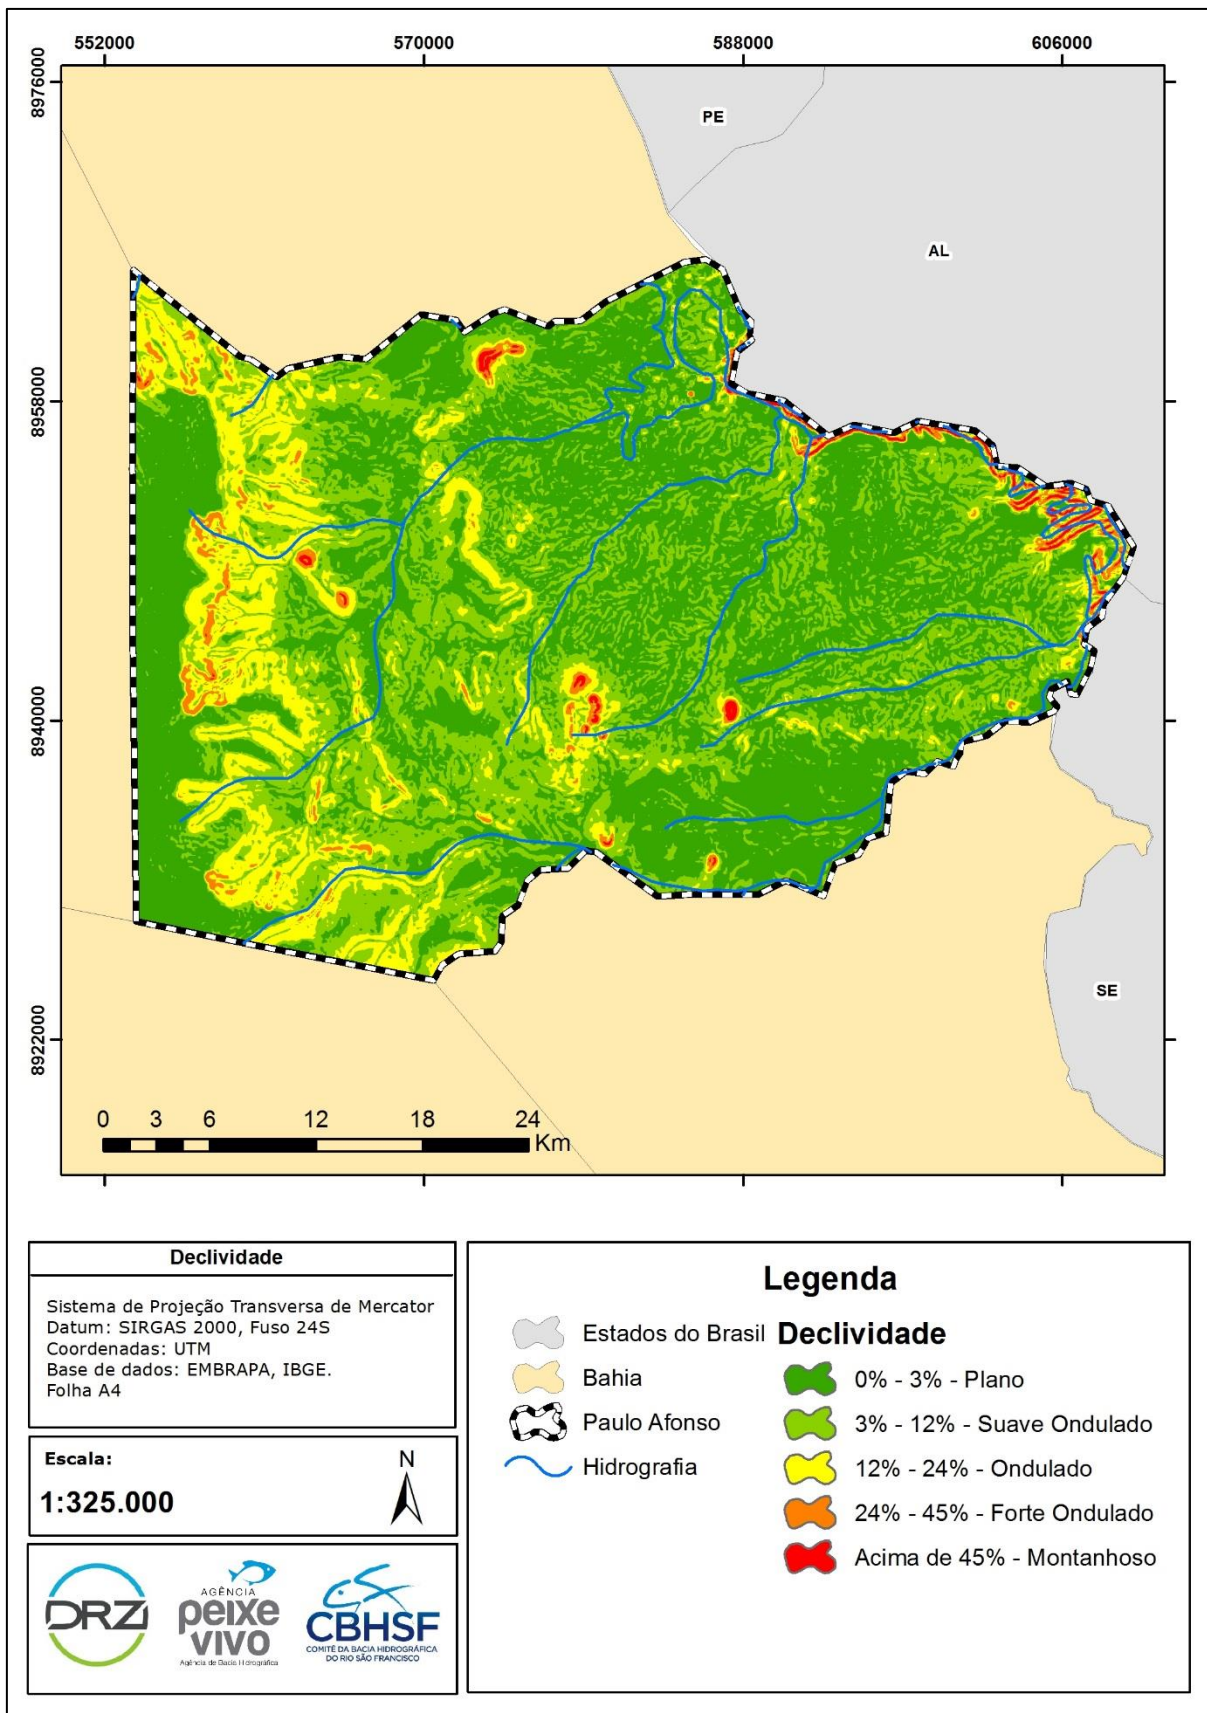 552000 570000 588000 606000
8976000
8958000
8940000
8922000
PE
AL
SE
0 3 6 12 18 24
Km
Declividade
Sistema de Projeção Transversa de Mercator
Datum: SIRGAS 2000, Fuso 24S
Coordenadas: UTM
Base de dados: EMBRAPA, IBGE.
Folha A4
Escala:
1:325.000
N
DRZ
AGÊNCIA
peixe
vivo
Agência de Bacia Hidrográfica
CBHSF
COMITÊ DA BACIA HIDROGRÁFICA
DO RIO SÃO FRANCISCO
Legenda
Estados do Brasil
Bahia
Paulo Afonso
Hidrografia
Declividade
0% - 3% - Plano
3% - 12% - Suave Ondulado
12% - 24% - Ondulado
24% - 45% - Forte Ondulado
Acima de 45% - Montanhoso